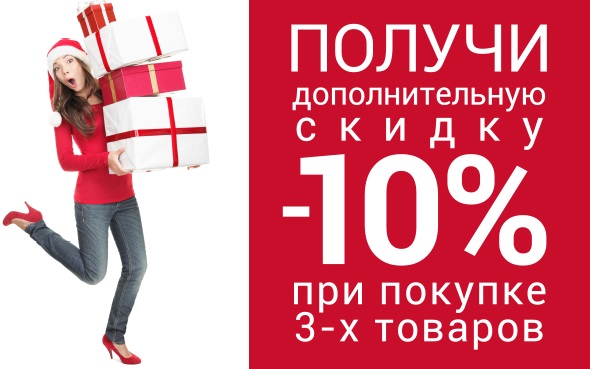 ПОЛУЧИ
дополнительную
скидку
-10%
при покупке
3-х товаров